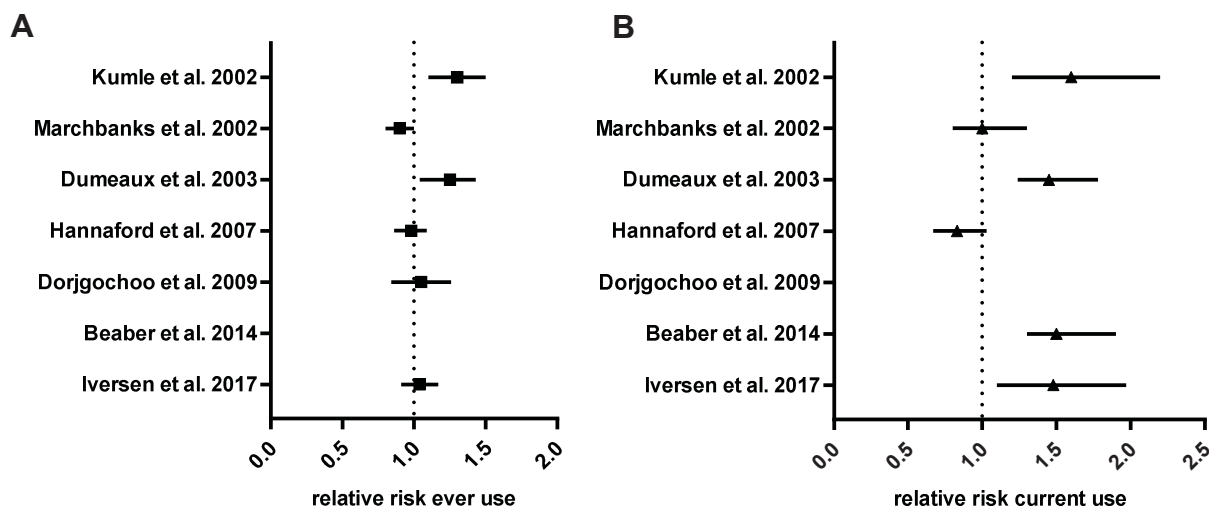 A
Kumle et al. 2002
Marchbanks et al. 2002
Dumeaux et al. 2003
Hannaford et al. 2007
Dorjgochoo et al. 2009
Beaber et al. 2014
Iversen et al. 2017
0.0 0.5 1.0 1.5 2.0
relative risk ever use
B
Kumle et al. 2002
Marchbanks et al. 2002
Dumeaux et al. 2003
Hannaford et al. 2007
Dorjgochoo et al. 2009
Beaber et al. 2014
Iversen et al. 2017
0.0 0.5 1.0 1.5 2.0 2.5
relative risk current use